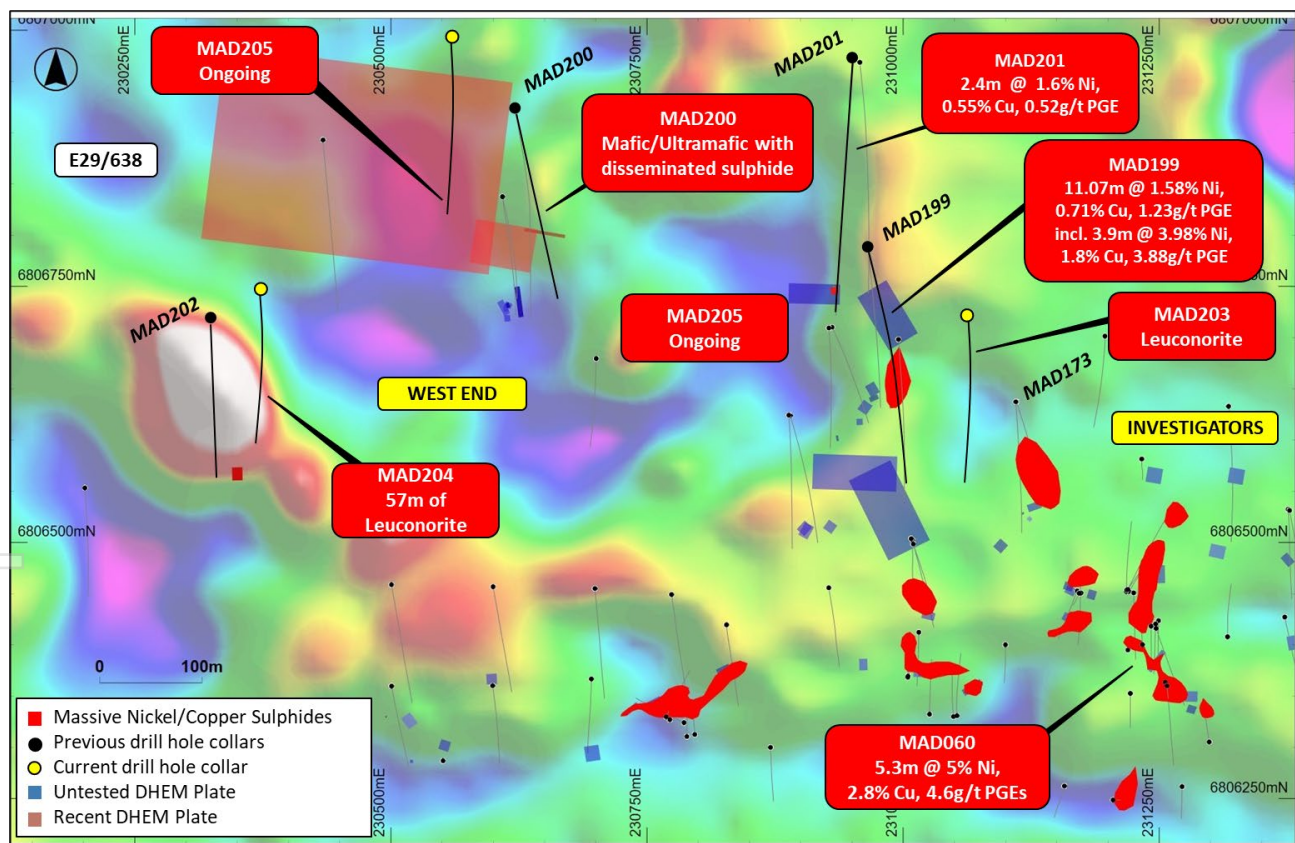 6807000mN
6807000mN
230250mE
230500mE
230750mE
231000mE
231250mE
MAD205
Ongoing
MAD200
MAD201
MAD201
2.4m @ 1.6% Ni,
0.55% Cu, 0.52g/t PGE
E29/638
MAD200
Mafic/Ultramafic with
disseminated sulphide
MAD199
11.07m @ 1.58% Ni,
0.71% Cu, 1.23g/t PGE
incl. 3.9m @ 3.98% Ni,
1.8% Cu, 3.88g/t PGE
MAD199
6806750mN
MAD202
MAD205
Ongoing
MAD203
Leuconorite
WEST END
MAD173
INVESTIGATORS
MAD204
57m of
Leuconorite
6806500mN
6806500mN
0 100m
Massive Nickel/Copper Sulphides
Previous drill hole collars
Current drill hole collar
Untested DHEM Plate
Recent DHEM Plate
MAD060
5.3m @ 5% Ni,
2.8% Cu, 4.6g/t PGEs
6806250mN
230500mE
230750mE
231000mE
231250mE